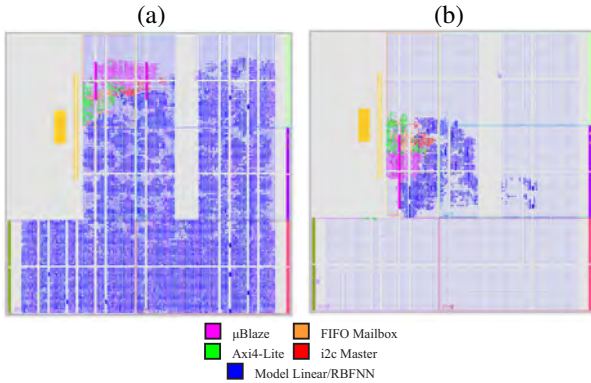 (a) (b)
μBlaze FIFO Mailbox
Axi4-Lite i2c Master
Model Linear/RBFNN